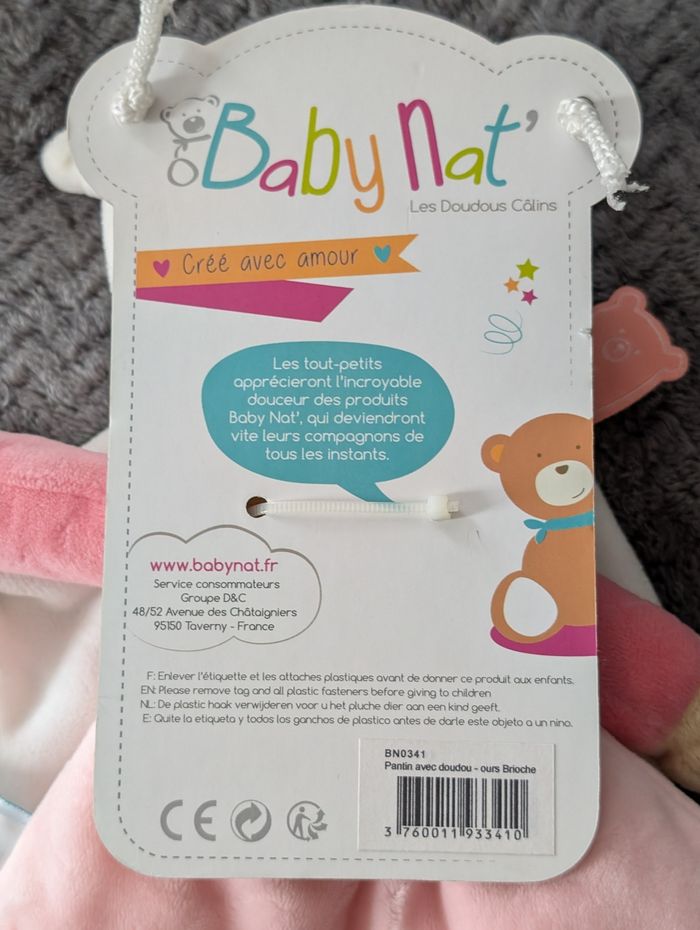 Baby Nat'
Les Doudous Câlins
Créé avec amour
Les tout-petits
apprécieront l'incroyable
douceur des produits
Baby Nat', qui deviendront
vite leurs compagnons de
tous les instants.
www.babynat.fr
Service consommateurs
Groupe D&C
48/52 Avenue des Châtaigniers
95150 Taverny - France
F: Enlever l'étiquette et les attaches plastiques avant de donner ce produit aux enfants.
EN: Please remove tag and all plastic fasteners before giving to children
NL: De plastic haak verwijderen voor u het pluche dier aan een kind geeft.
E: Quite la etiqueta y todos los ganchos de plastico antes de darle este objeto a un nino.
BN0341
Pantin avec doudou - ours Brioche
3 760011 933410
CE